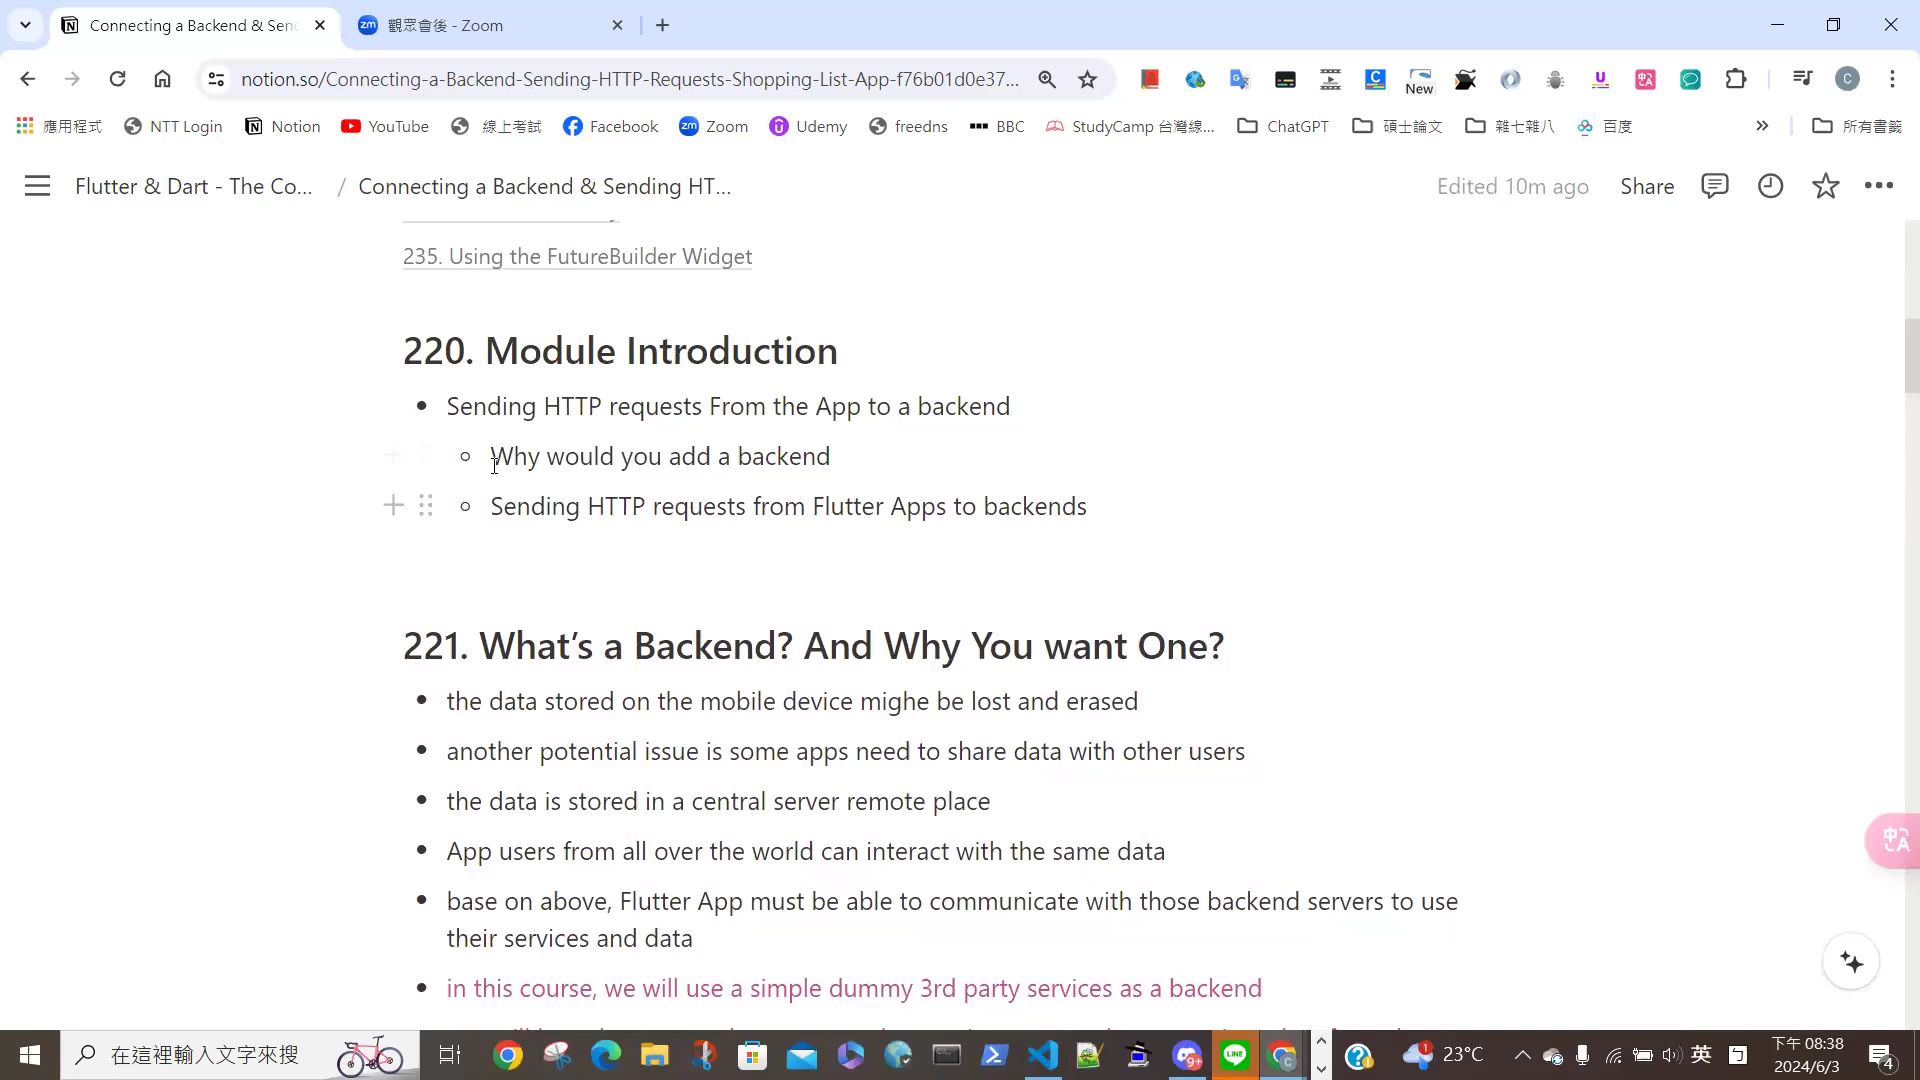 Connecting a Backend & Senc
觀眾會後 - Zoom
notion.so/Connecting-a-Backend-Sending-HTTP-Requests-Shopping-List-App-f76b01d0e37...
New
C
應用程式
NTT Login
Notion
YouTube
線上考試
Facebook
Zoom
Udemy
freedns
BBC
StudyCamp 台灣線...
ChatGPT
碩士論文
雜七雜八
百度
所有書籤
Flutter & Dart - The Co... / Connecting a Backend & Sending HT...
Edited 10m ago
Share
235. Using the FutureBuilder Widget
220. Module Introduction
Sending HTTP requests From the App to a backend
Why would you add a backend
Sending HTTP requests from Flutter Apps to backends
221. What’s a Backend? And Why You want One?
the data stored on the mobile device mighe be lost and erased
another potential issue is some apps need to share data with other users
the data is stored in a central server remote place
App users from all over the world can interact with the same data
base on above, Flutter App must be able to communicate with those backend servers to use
their services and data
in this course, we will use a simple dummy 3rd party services as a backend
在這裡輸入文字來搜
23°C
英
下午 08:38
2024/6/3
4